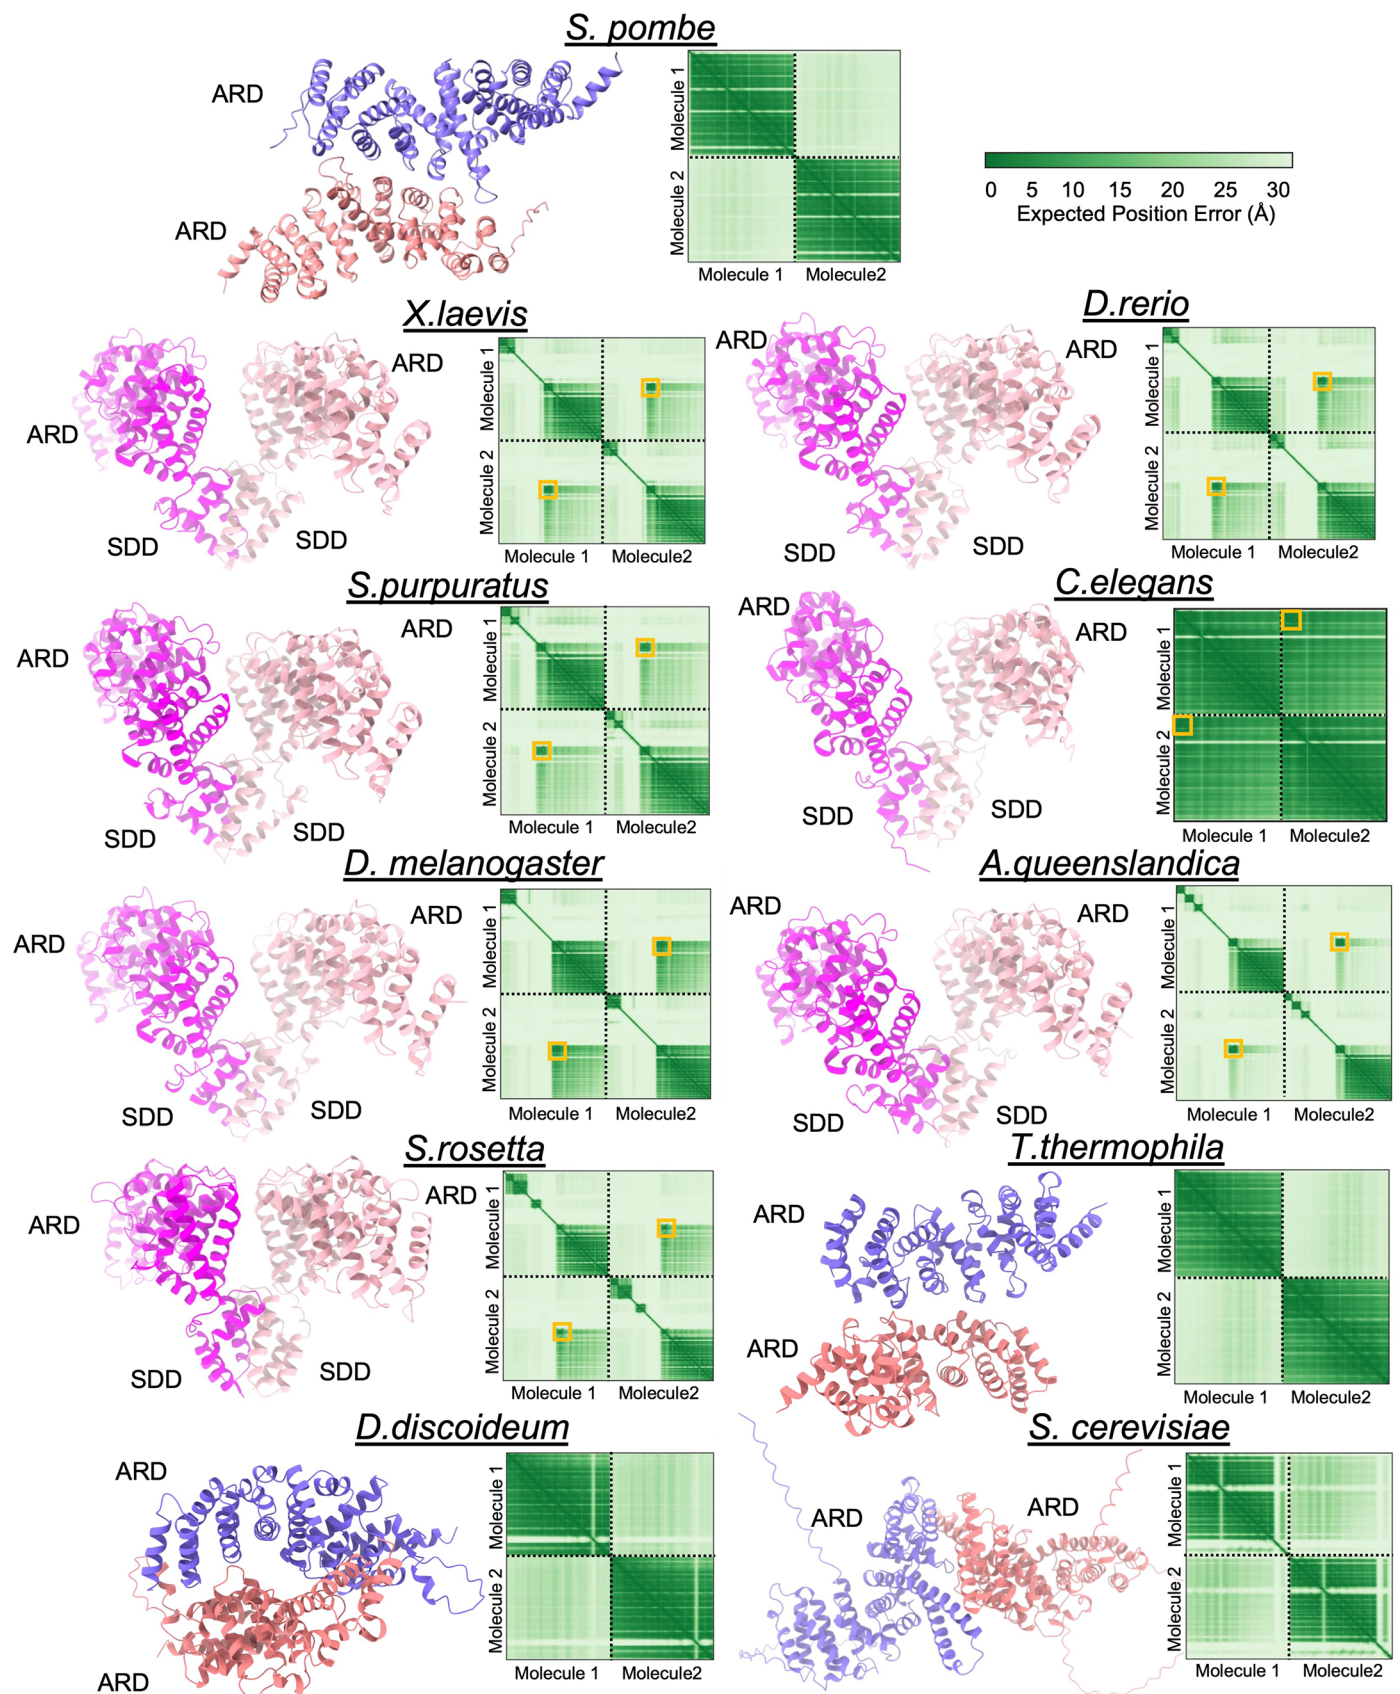 S. pombe
ARD
ARD
Molecule 1
Molecule 2
Molecule 1
Molecule2
0 5 10 15 20 25 30
Expected Position Error (Å)
X.laevis
ARD
ARD
SDD
SDD
Molecule 1
Molecule 2
Molecule 1
Molecule2
D.rerio
ARD
ARD
SDD
SDD
Molecule 1
Molecule 2
Molecule 1
Molecule2
S.purpuratus
ARD
ARD
SDD
SDD
Molecule 1
Molecule 2
Molecule 1
Molecule2
C.elegans
ARD
ARD
SDD
SDD
Molecule 1
Molecule 2
Molecule 1
Molecule2
D. melanogaster
ARD
ARD
SDD
SDD
Molecule 1
Molecule 2
Molecule 1
Molecule2
A.queenslandica
ARD
ARD
SDD
SDD
Molecule 1
Molecule 2
Molecule 1
Molecule2
S.rosetta
ARD
ARD
SDD
SDD
Molecule 1
Molecule 2
Molecule 1
Molecule2
T.thermophila
ARD
ARD
Molecule 1
Molecule 2
Molecule 1
Molecule2
D.discoideum
ARD
ARD
Molecule 1
Molecule 2
Molecule 1
Molecule2
S. cerevisiae
ARD
ARD
Molecule 1
Molecule 2
Molecule 1
Molecule2